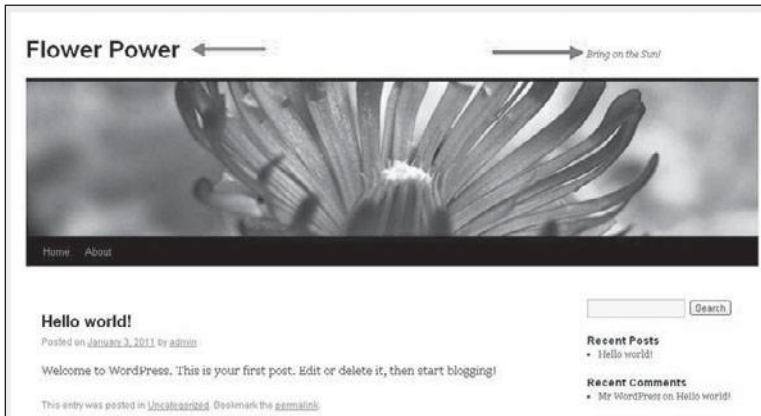 Flower Power
Bring on the Sun!
Home About
Hello world!
Posted on January 3, 2011 by admin
Welcome to WordPress. This is your first post. Edit or delete it, then start blogging!
This entry was posted in Uncategorized. Bookmark the permalink.
Search
Recent Posts
• Hello world!
Recent Comments
• Mr WordPress on Hello world!